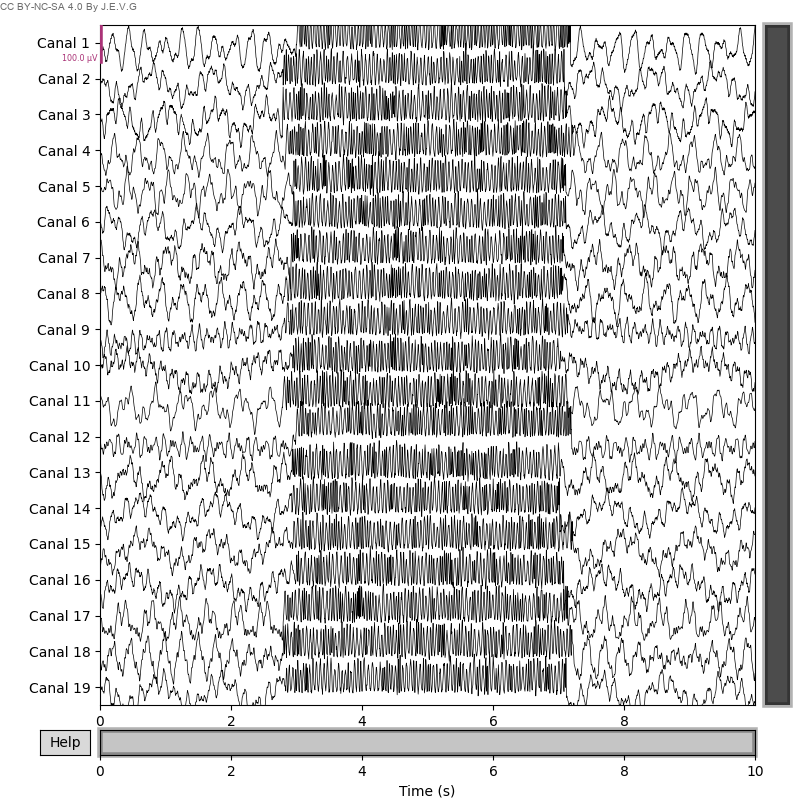 CC BY-NC-SA 4.0 By J.E.V.G
Canal 1
100.0 µV
Canal 2
Canal 3
Canal 4
Canal 5
Canal 6
Canal 7
Canal 8
Canal 9
Canal 10
Canal 11
Canal 12
Canal 13
Canal 14
Canal 15
Canal 16
Canal 17
Canal 18
Canal 19
0 2 4 6 8
Help
0 2 4 6 8 10
Time (s)